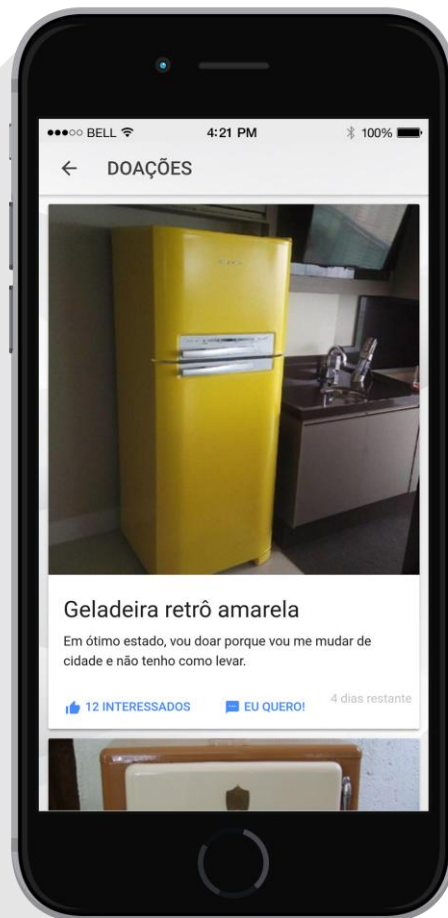 ●●●○○ BELL 4:21 PM 100%
← DOAÇÕES
Geladeira retrô amarela
Em ótimo estado, vou doar porque vou me mudar de
cidade e não tenho como levar.
12 INTERESSADOS EU QUERO! 4 dias restante